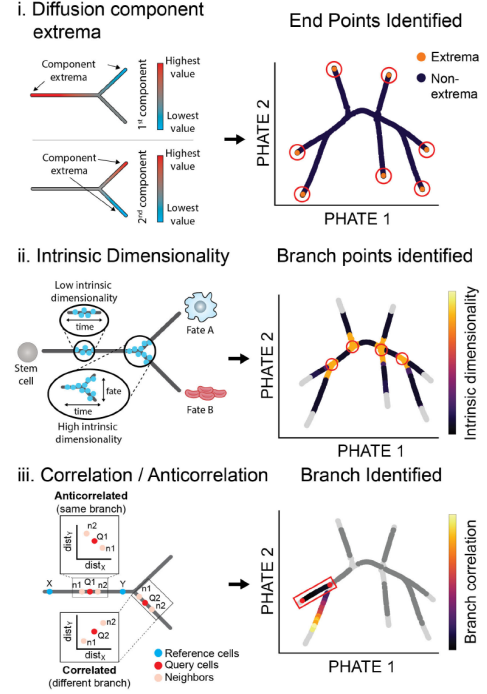 i. Diffusion component
extrema
End Points Identified
Component
extrema
Highest
value
1st component
Lowest
value
Component
extrema
Highest
value
2nd component
Lowest
value
Extrema
Non-
extrema
PHATE 2
PHATE 1
ii. Intrinsic Dimensionality
Branch points identified
Low intrinsic
dimensionality
time
Fate A
Stem
cell
fate
time
Fate B
High intrinsic
dimensionality
PHATE 2
PHATE 1
Intrinsic dimensionality
iii. Correlation / Anticorrelation
Branch Identified
Anticorrelated
(same branch)
n2
Q1
n1
distY
distX
X
n1
Q1
n2
Y
n1
Q2
n2
n2
Q2
n1
distY
distX
Correlated
(different branch)
Reference cells
Query cells
Neighbors
PHATE 2
PHATE 1
Branch correlation